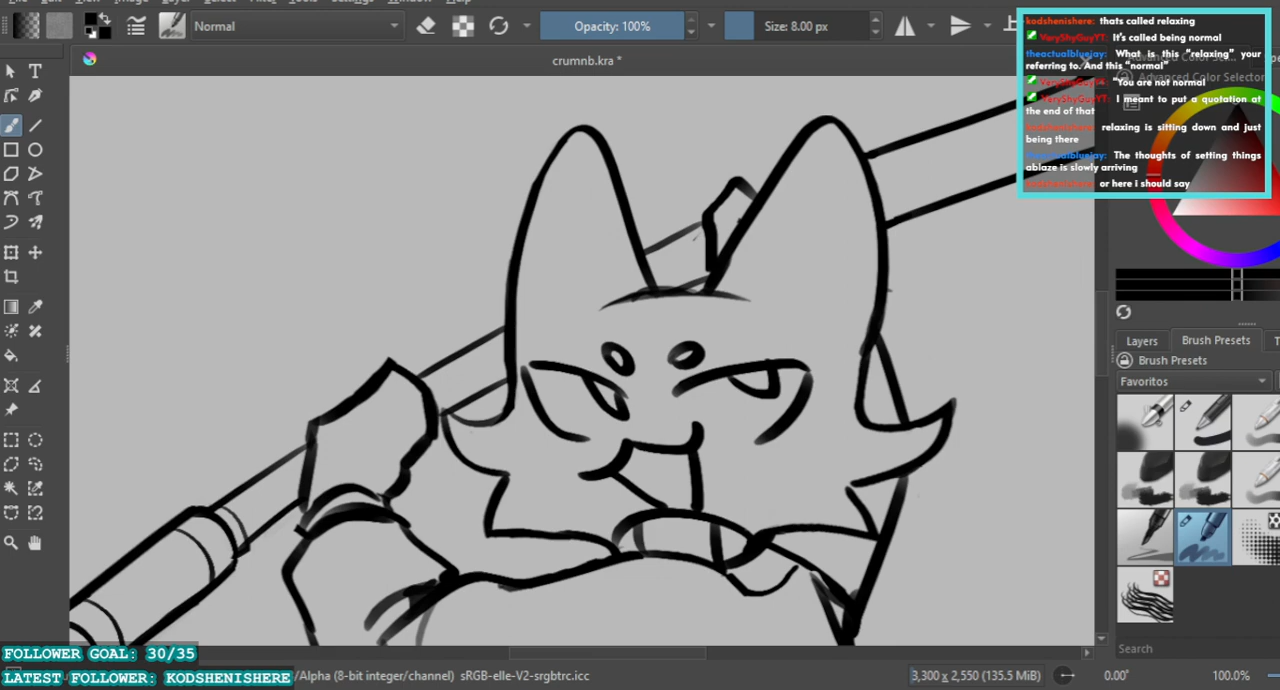 Normal
Opacity: 100%
Size: 8.00 px
crumnb.kra *
kodshenishere: thats called relaxing
VeryShyGuyYT: It's called being normal
theactualbluejay: What is this "relaxing" your
referring to. And this "normal"
VeryShyGuyYT: "You are not normal
VeryShyGuyYT: I meant to put a quotation at
the end of that
kodshenishere: relaxing is sitting down and just
being there
theactualbluejay: The thoughts of setting things
ablaze is slowly arriving
kodshenishere: or here i should say
Advanced Color Selector
Layers
Brush Presets
Brush Presets
Favoritos
Search
FOLLOWER GOAL: 30/35
LATEST FOLLOWER: KODSHENISHERE
/Alpha (8-bit integer/channel) sRGB-elle-V2-srgbtrc.icc
3,300 x 2,550 (135.5 MiB)
0.00°
100.0%